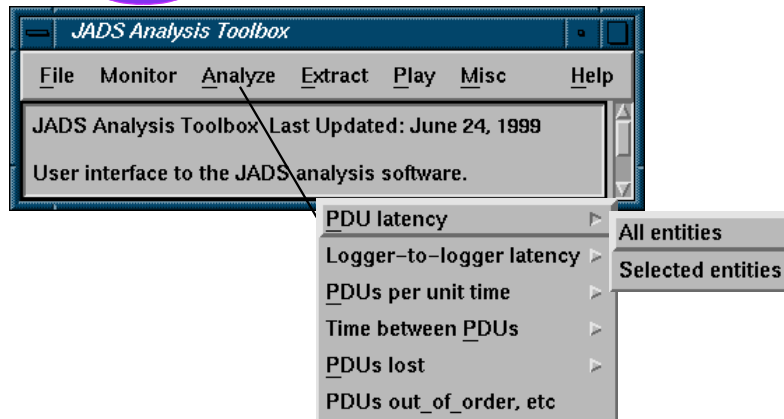 JADS Analysis Toolbox
File Monitor Analyze Extract Play Misc Help
JADS Analysis Toolbox Last Updated: June 24, 1999
User interface to the JADS analysis software.
PDU latency
All entities
Logger-to-logger latency
Selected entities
PDUs per unit time
Time between PDUs
PDUs lost
PDUs out_of_order, etc